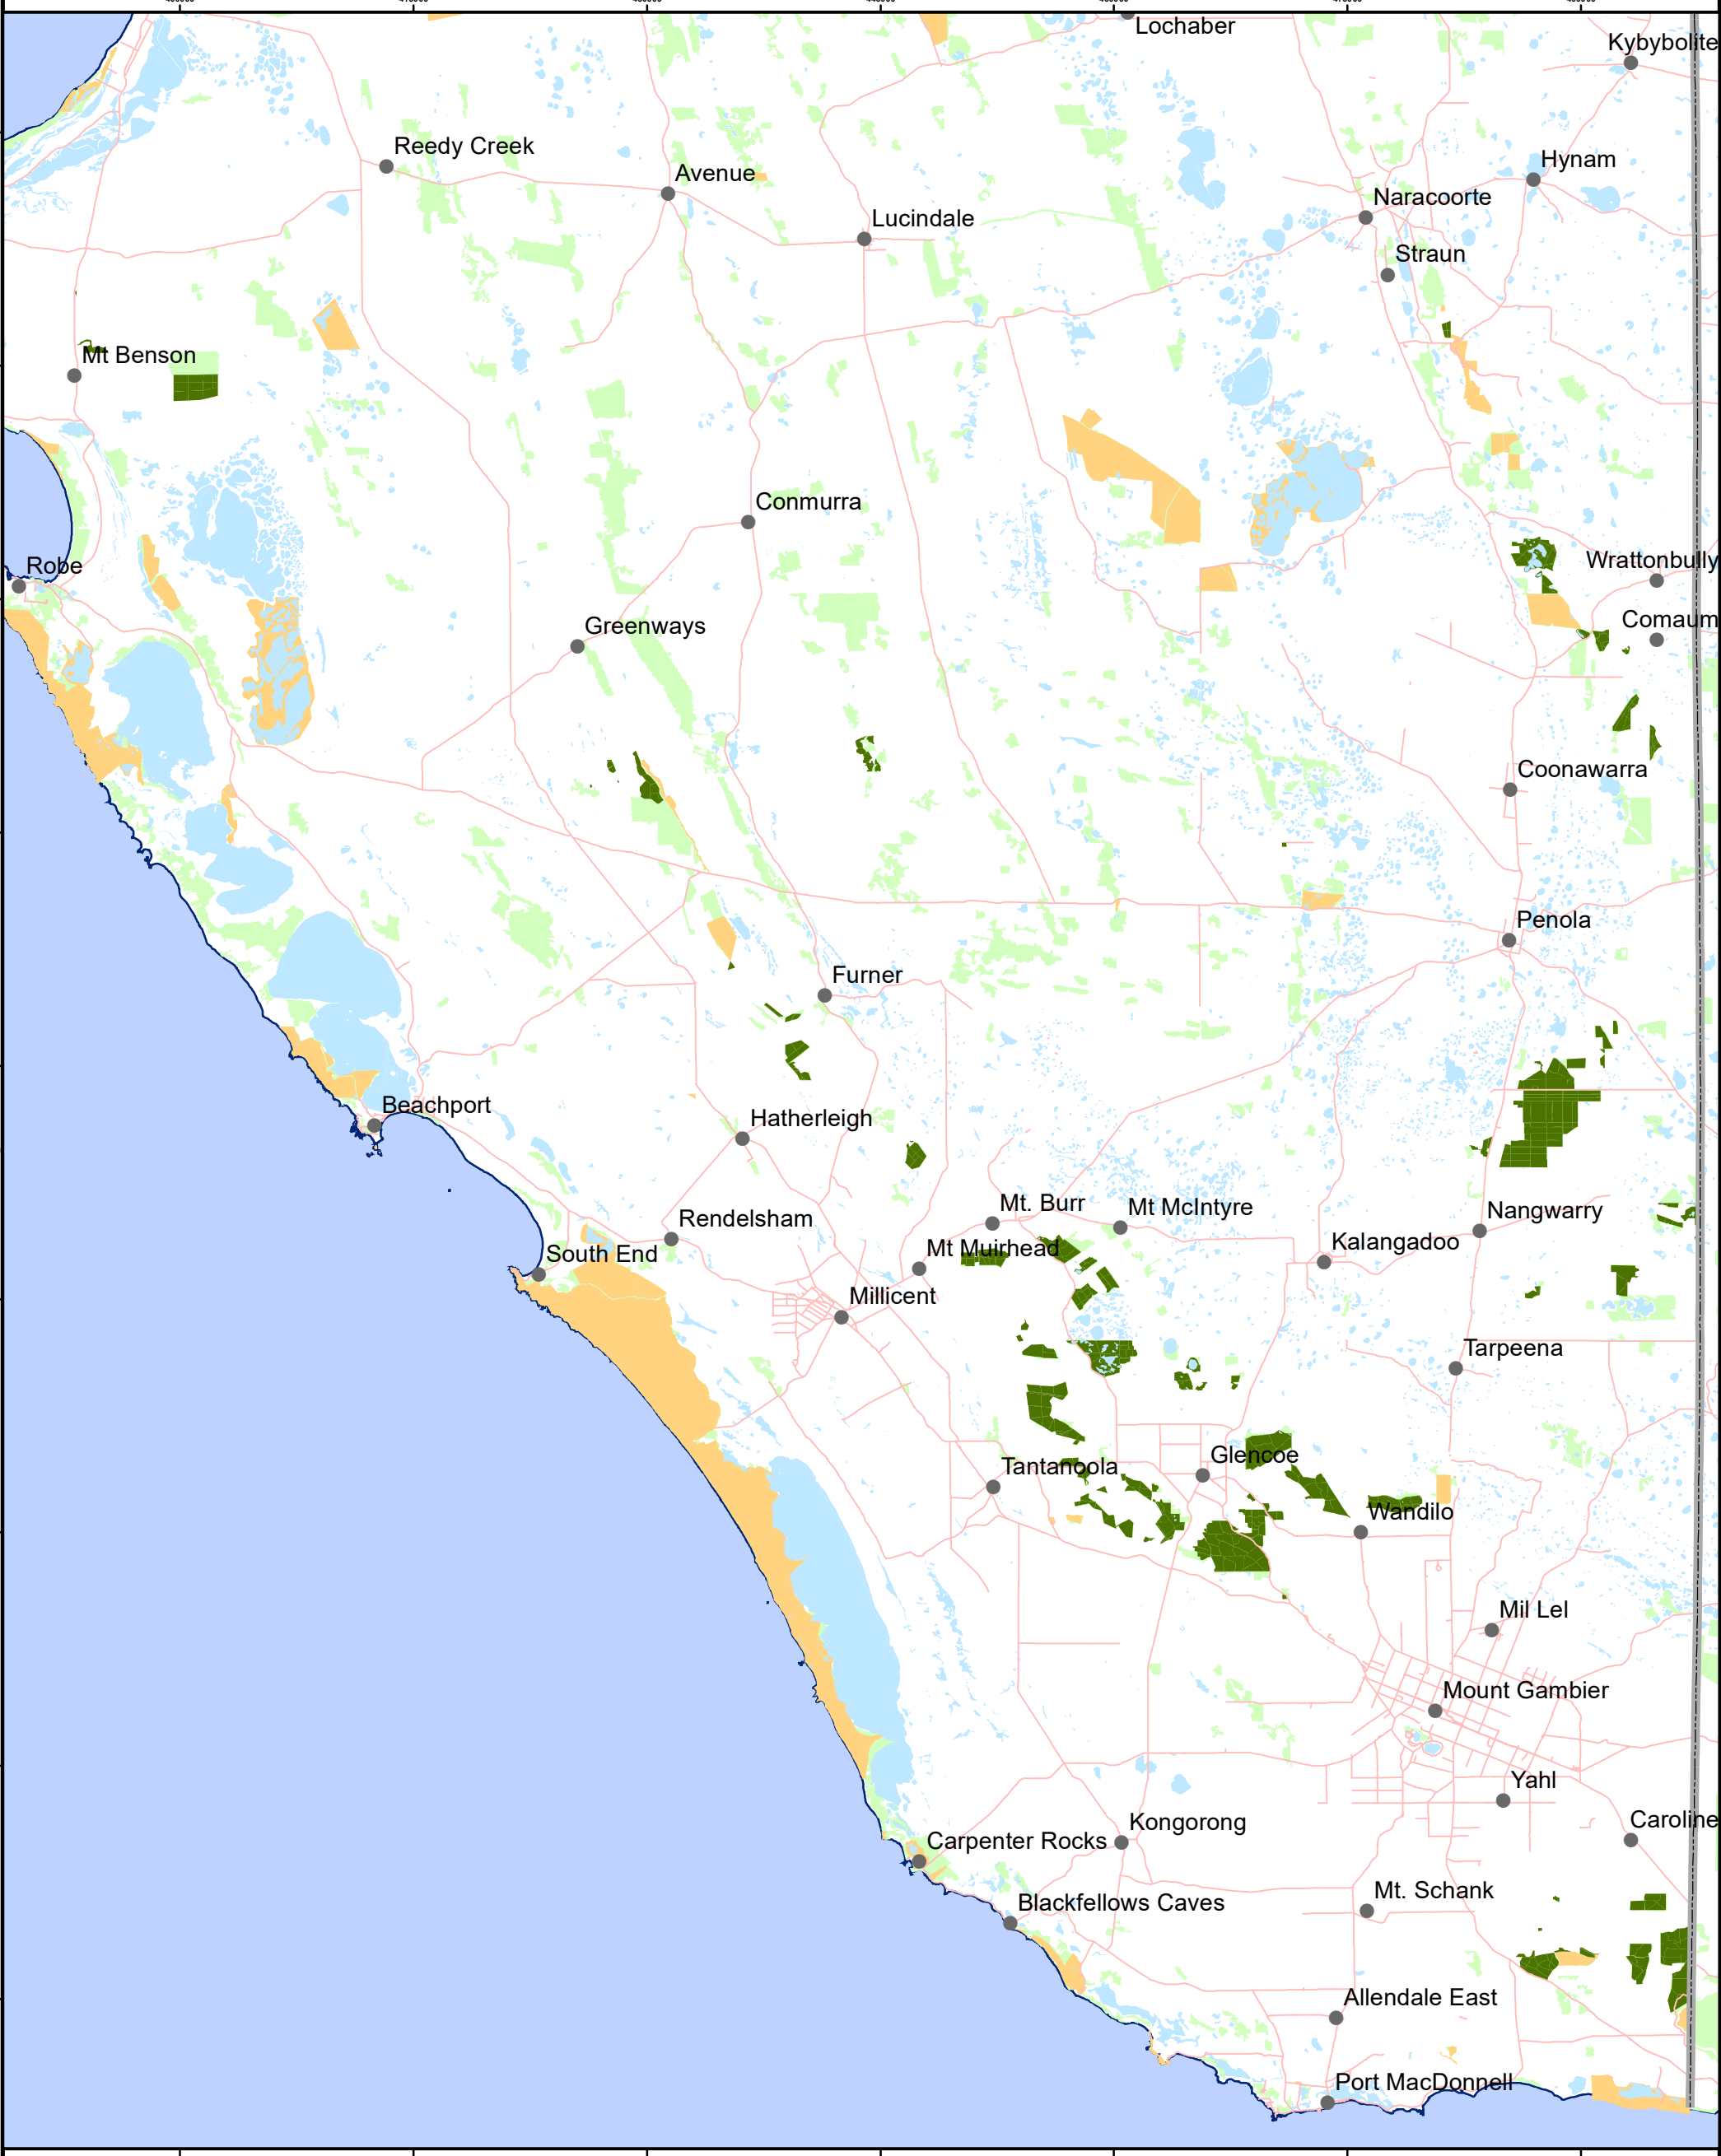 Lochaber
Kybybolite
Reedy Creek
Avenue
Hynam
Naracoorte
Lucindale
Straun
Mt Benson
Conmurra
Robe
Wrattonbully
Comaum
Greenways
Coonawarra
Penola
Furner
Beachport
Hatherleigh
Mt. Burr
Mt McIntyre
Nangwarry
Rendelsham
Kalangadoo
Mt Muirhead
South End
Millicent
Tarpeena
Glencoe
Tantanoola
Wandilo
Mil Lel
Mount Gambier
Yahl
Caroline
Kongorong
Carpenter Rocks
Mt. Schank
Blackfellows Caves
Allendale East
Port MacDonnell